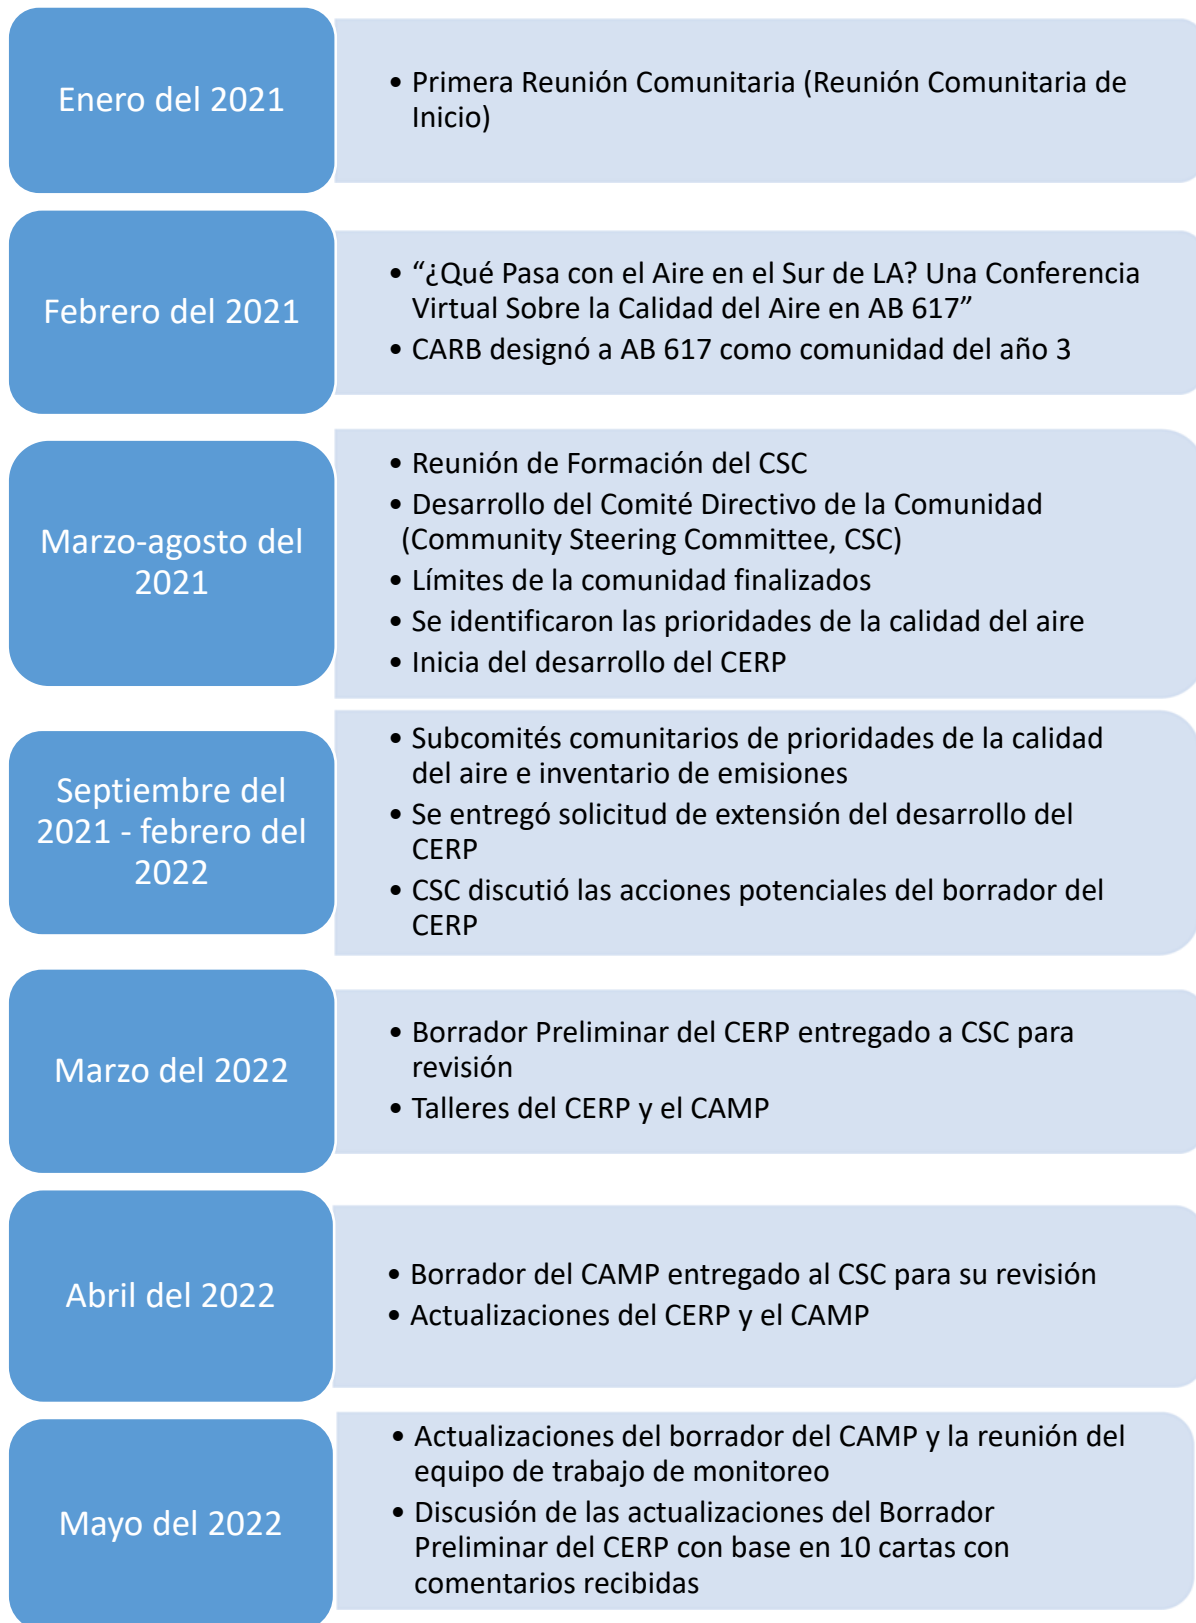 Enero del 2021
• Primera Reunión Comunitaria (Reunión Comunitaria de
Inicio)
Febrero del 2021
• “¿Qué Pasa con el Aire en el Sur de LA? Una Conferencia
Virtual Sobre la Calidad del Aire en AB 617”
• CARB designó a AB 617 como comunidad del año 3
Marzo-agosto del
2021
• Reunión de Formación del CSC
• Desarrollo del Comité Directivo de la Comunidad
(Community Steering Committee, CSC)
• Límites de la comunidad finalizados
• Se identificaron las prioridades de la calidad del aire
• Inicia del desarrollo del CERP
Septiembre del
2021 - febrero del
2022
• Subcomités comunitarios de prioridades de la calidad
del aire e inventario de emisiones
• Se entregó solicitud de extensión del desarrollo del
CERP
• CSC discutió las acciones potenciales del borrador del
CERP
Marzo del 2022
• Borrador Preliminar del CERP entregado a CSC para
revisión
• Talleres del CERP y el CAMP
Abril del 2022
• Borrador del CAMP entregado al CSC para su revisión
• Actualizaciones del CERP y el CAMP
Mayo del 2022
• Actualizaciones del borrador del CAMP y la reunión del
equipo de trabajo de monitoreo
• Discusión de las actualizaciones del Borrador
Preliminar del CERP con base en 10 cartas con
comentarios recibidas